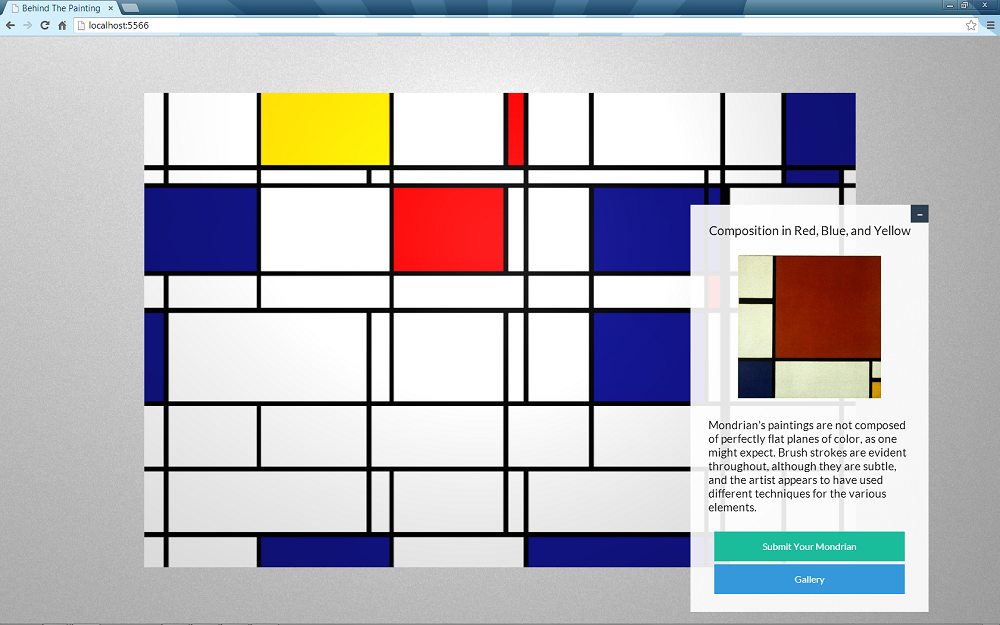 Behind The Painting
localhost:5566
Composition in Red, Blue, and Yellow
Mondrian's paintings are not composed
of perfectly flat planes of color, as one
might expect. Brush strokes are evident
throughout, although they are subtle,
and the artist appears to have used
different techniques for the various
elements.
Submit Your Mondrian
Gallery